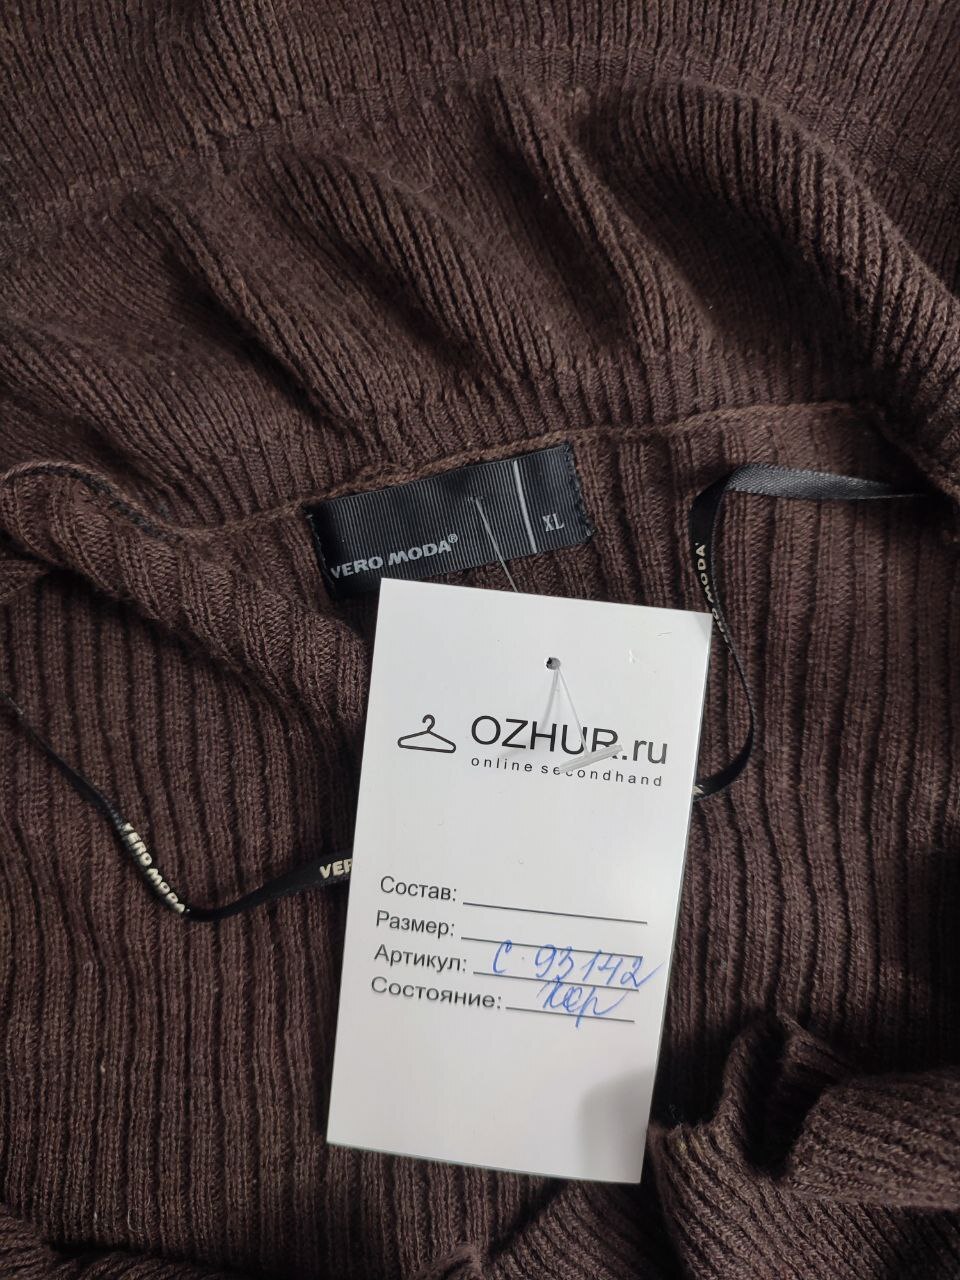 VERO MODA®
XL
VERO MODA
OZHUR.ru
online secondhand
VERO MODA
Состав:
Размер:
Артикул: С-93142
Состояние: Хор